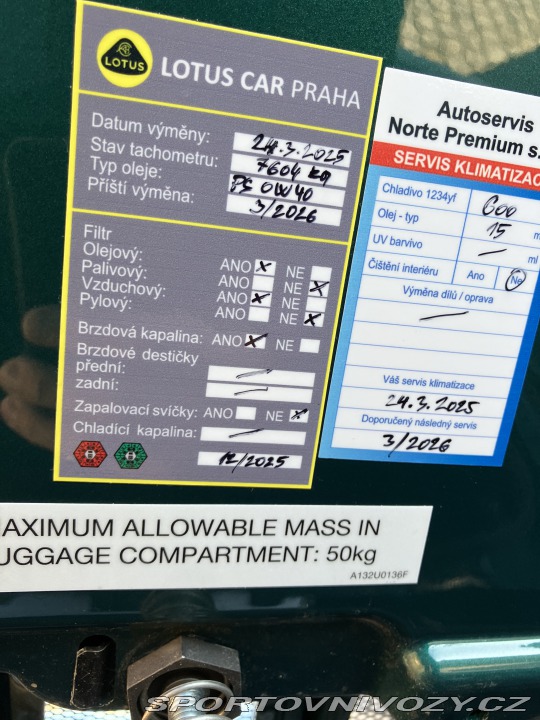 LOTUS
LOTUS CAR PRAHA
Datum výměny: 24.3.2025
Stav tachometru: 7604 kg
Typ oleje: PE 0W40
Příští výměna: 3/2026
Filtr
Olejový: ANO x NE
Palivový: ANO NE x
Vzduchový: ANO x NE
Pylový: ANO NE x
Brzdová kapalina: ANO x NE
Brzdové destičky
přední: —
zadní: —
Zapalovací svíčky: ANO NE x
Chladící kapalina: —
12/2025
Autoservis
Norte Premium s.
SERVIS KLIMATIZAC
Chladivo 1234yf 600
Olej - typ 15 m
UV barvivo — ml
Čištění interiéru Ano Ne
Výměna dílů / oprava
—
Váš servis klimatizace
24.3.2025
Doporučený následný servis
3/2026
AXIMUM ALLOWABLE MASS IN
UGGAGE COMPARTMENT: 50kg
A132U0136F
SPORTOVNIVOZY.CZ